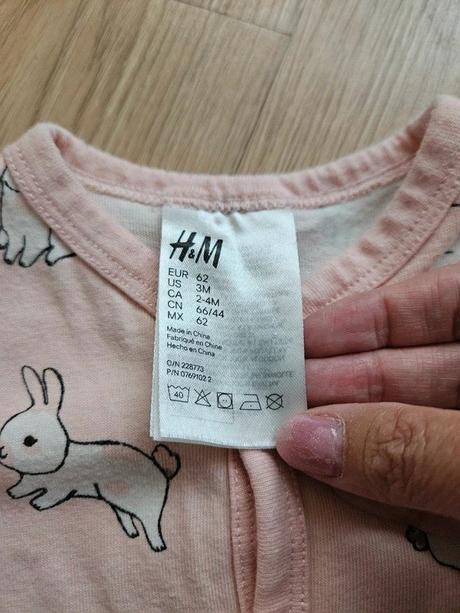 H&M
EUR 62
US 3M
CA 2-4M
CN 66/44
MX 62
Made in China
Fabriqué en Chine
Hecho en China
O/N 228773
P/N 0769102 2
40